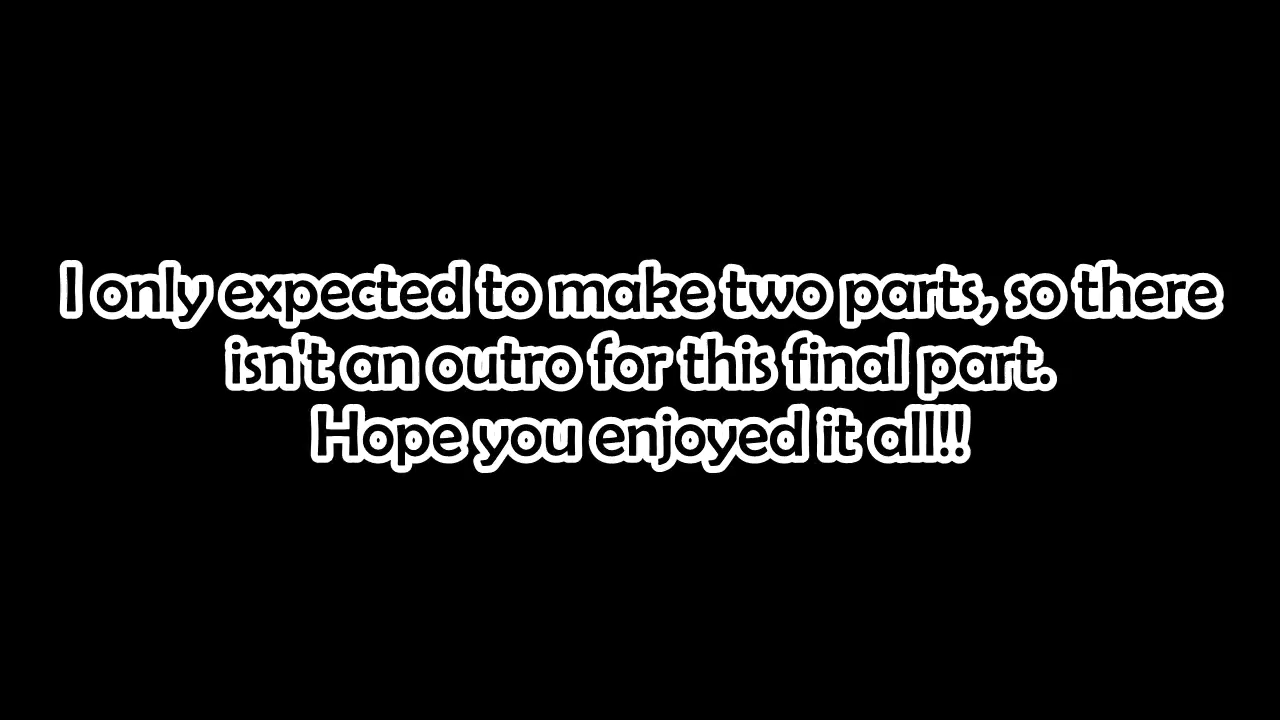 I only expected to make two parts, so there
isn't an outro for this final part.
Hope you enjoyed it all!!